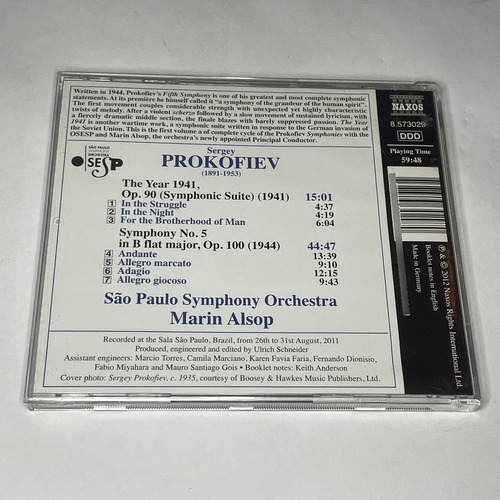 Written in 1944, Prokofiev's Fifth Symphony is one of his greatest and most complete symphonic
statements. At its première he himself called it "a symphony of the grandeur of the human spirit".
The first movement couples considerable strength with unexpected yet highly characteristic
twists of melody. After a violent scherzo followed by a slow movement of sustained lyricism, with
a fiercely dramatic middle section, the finale blazes with barely suppressed passion. The Year
1941 is another wartime work, a symphonic suite written in response to the German invasion of
the Soviet Union. This is the first volume of a complete cycle of the Prokofiev Symphonies with the
OSESP and Marin Alsop, the orchestra's newly appointed Principal Conductor.
SÃO PAULO
SYMPHONY
ORCHESTRA
OSESP
Sergey
PROKOFIEV
(1891-1953)
The Year 1941,
Op. 90 (Symphonic Suite) (1941) 15:01
1 In the Struggle 4:37
2 In the Night 4:19
3 For the Brotherhood of Man 6:04
Symphony No. 5
in B flat major, Op. 100 (1944) 44:47
4 Andante 13:39
5 Allegro marcato 9:10
6 Adagio 12:15
7 Allegro giocoso 9:43
São Paulo Symphony Orchestra
Marin Alsop
Recorded at the Sala São Paulo, Brazil, from 26th to 31st August, 2011
Produced, engineered and edited by Ulrich Schneider
Assistant engineers: Marcio Torres, Camila Marciano, Karen Favia Faria, Fernando Dionisio,
Fabio Miyahara and Mauro Santiago Gois • Booklet notes: Keith Anderson
Cover photo: Sergey Prokofiev, c. 1935, courtesy of Boosey & Hawkes Music Publishers, Ltd.
NAXOS
8.573029
DDD
Playing Time
59:48
℗ & © 2012 Naxos Rights International Ltd.
Booklet notes in English
Made in Germany